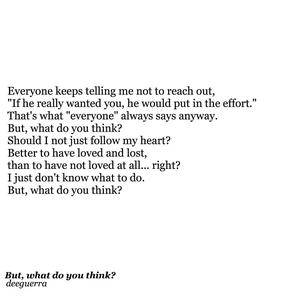 Everyone keeps telling me not to reach out,
"If he really wanted you, he would put in the effort."
That's what "everyone" always says anyway.
But, what do you think?
Should I not just follow my heart?
Better to have loved and lost,
than to have not loved at all... right?
I just don't know what to do.
But, what do you think?
But, what do you think?
deeguerra